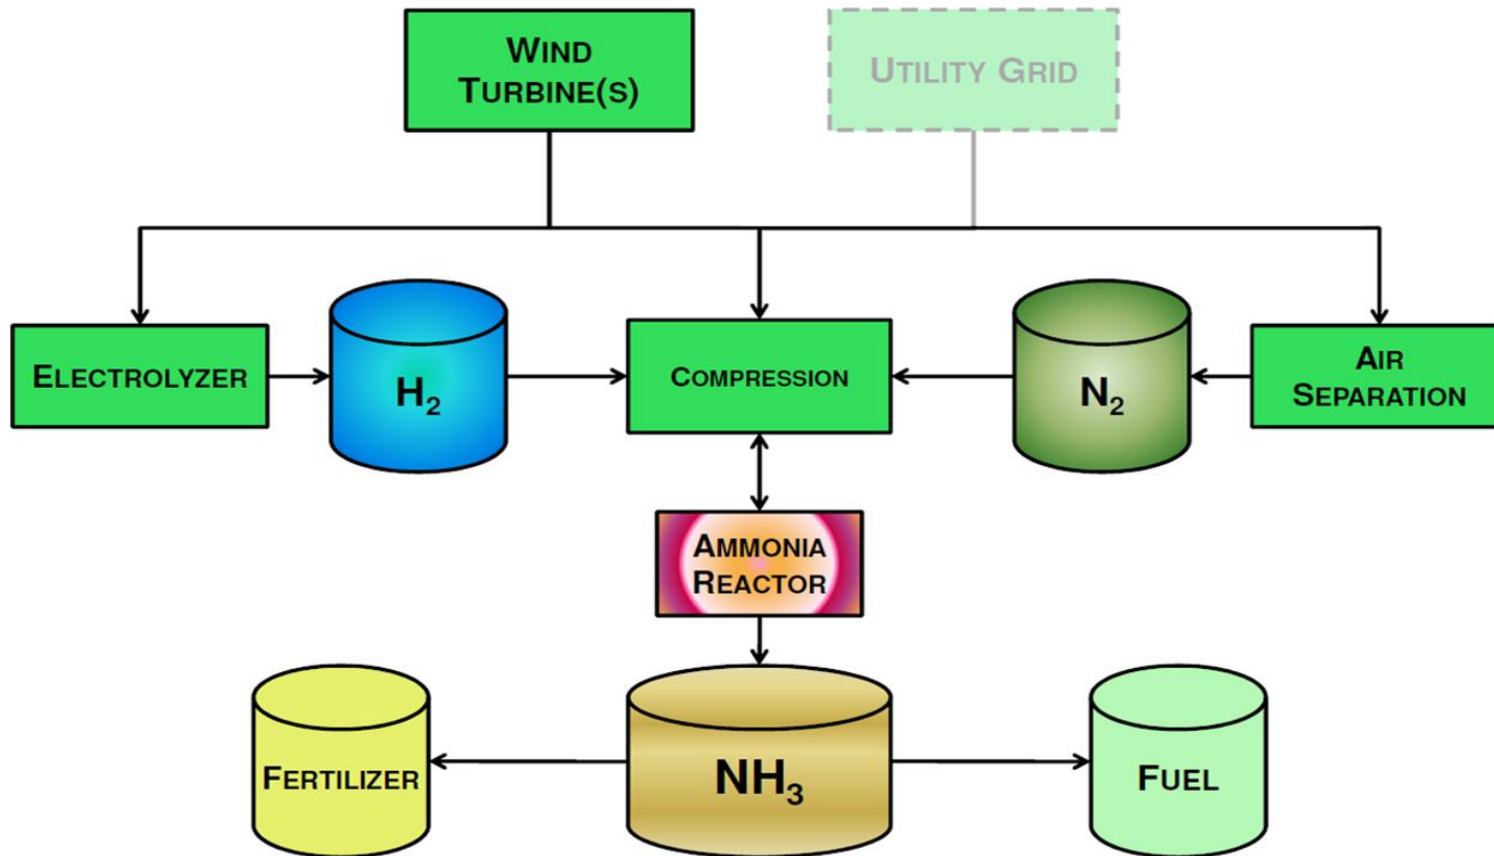 WIND
TURBINE(S)
UTILITY GRID
ELECTROLYZER
H₂
COMPRESSION
N₂
AIR
SEPARATION
AMMONIA
REACTOR
FERTILIZER
NH₃
FUEL